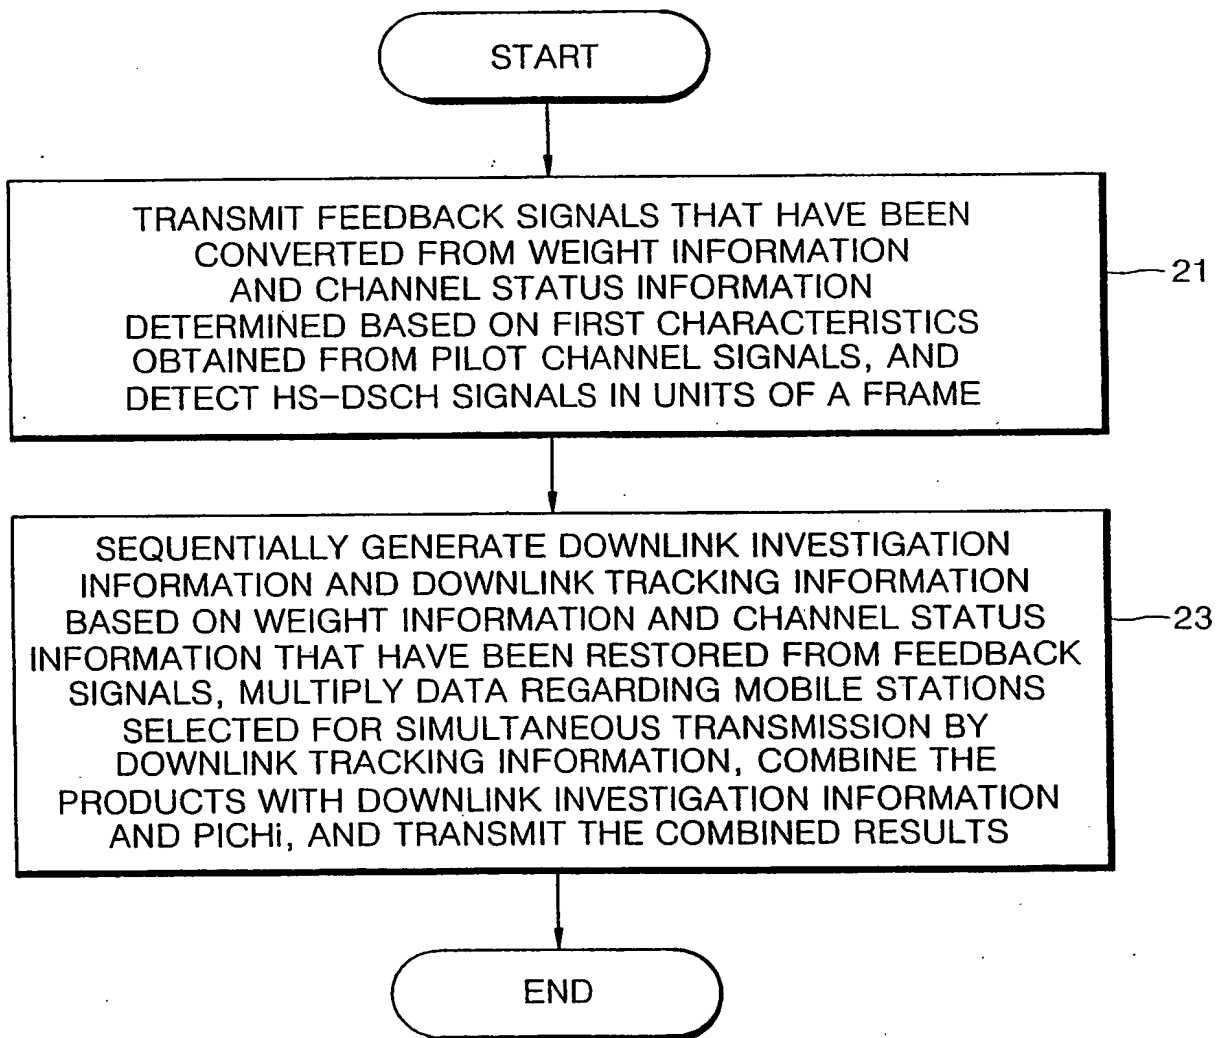 START
TRANSMIT FEEDBACK SIGNALS THAT HAVE BEEN
CONVERTED FROM WEIGHT INFORMATION
AND CHANNEL STATUS INFORMATION
DETERMINED BASED ON FIRST CHARACTERISTICS
OBTAINED FROM PILOT CHANNEL SIGNALS, AND
DETECT HS-DSCH SIGNALS IN UNITS OF A FRAME
21
SEQUENTIALLY GENERATE DOWNLINK INVESTIGATION
INFORMATION AND DOWNLINK TRACKING INFORMATION
BASED ON WEIGHT INFORMATION AND CHANNEL STATUS
INFORMATION THAT HAVE BEEN RESTORED FROM FEEDBACK
SIGNALS, MULTIPLY DATA REGARDING MOBILE STATIONS
SELECTED FOR SIMULTANEOUS TRANSMISSION BY
DOWNLINK TRACKING INFORMATION, COMBINE THE
PRODUCTS WITH DOWNLINK INVESTIGATION INFORMATION
AND PICHi, AND TRANSMIT THE COMBINED RESULTS
23
END